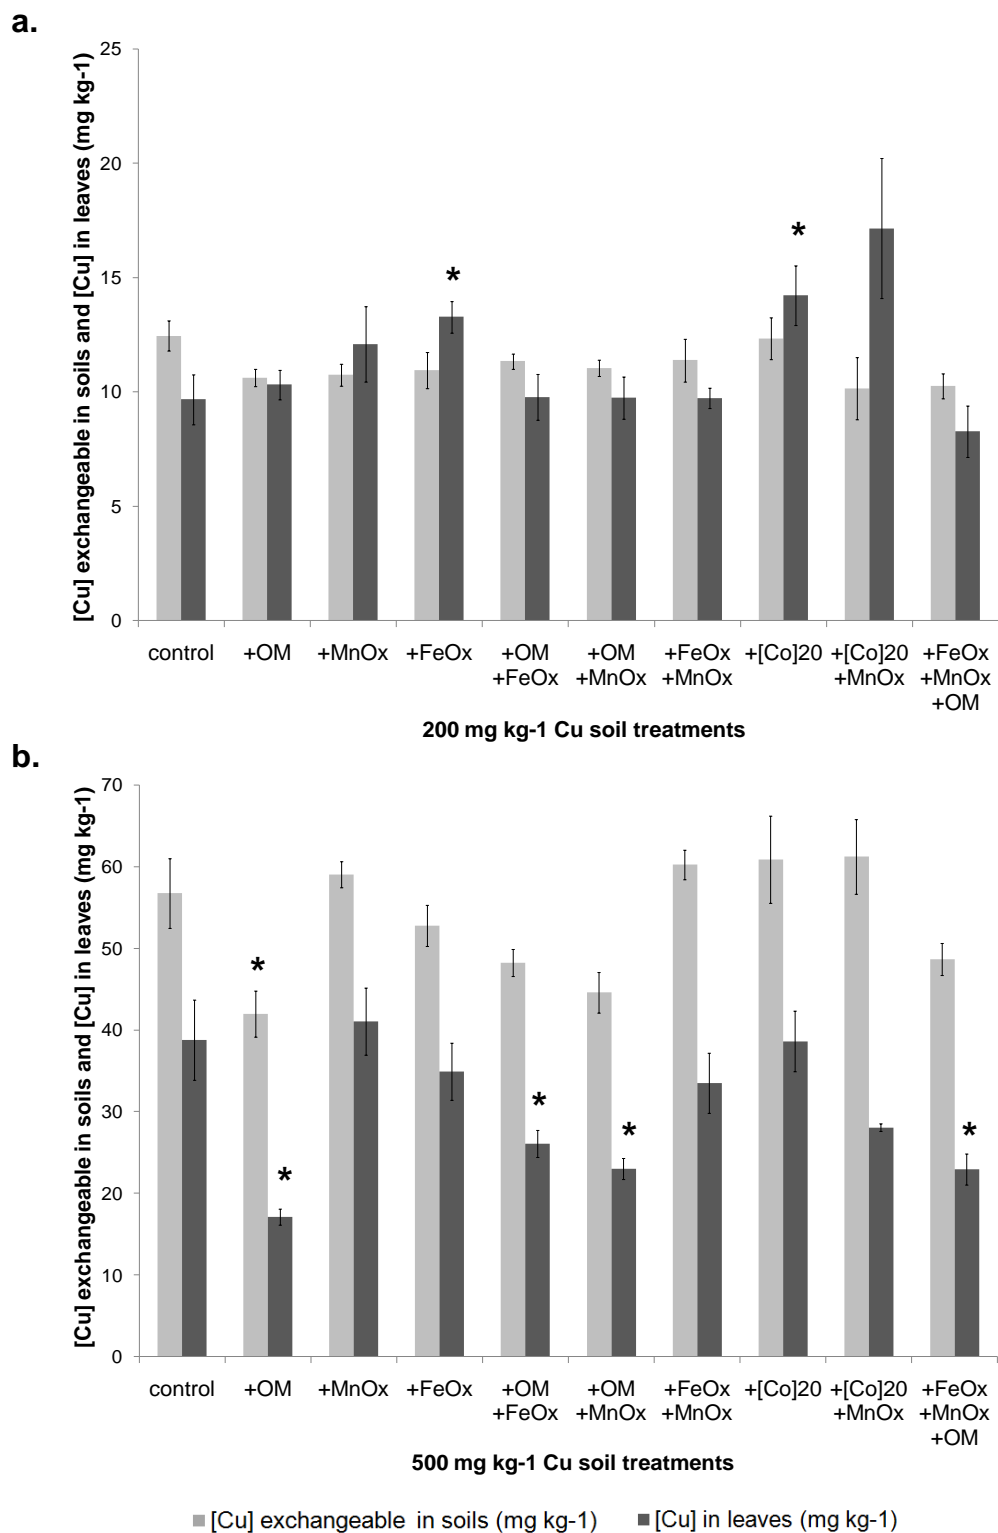 a.
[Cu] exchangeable in soils and [Cu] in leaves (mg kg-1)
25
20
15
10
5
0
*
*
control +OM +MnOx +FeOx +OM +OM +FeOx +[Co]20 +[Co]20 +FeOx
+FeOx +MnOx +MnOx +MnOx +MnOx
+OM
200 mg kg-1 Cu soil treatments
b.
[Cu] exchangeable in soils and [Cu] in leaves (mg kg-1)
70
60
50
40
30
20
10
0
*
*
*
*
*
control +OM +MnOx +FeOx +OM +OM +FeOx +[Co]20 +[Co]20 +FeOx
+FeOx +MnOx +MnOx +MnOx +MnOx
+OM
500 mg kg-1 Cu soil treatments
[Cu] exchangeable in soils (mg kg-1) [Cu] in leaves (mg kg-1)